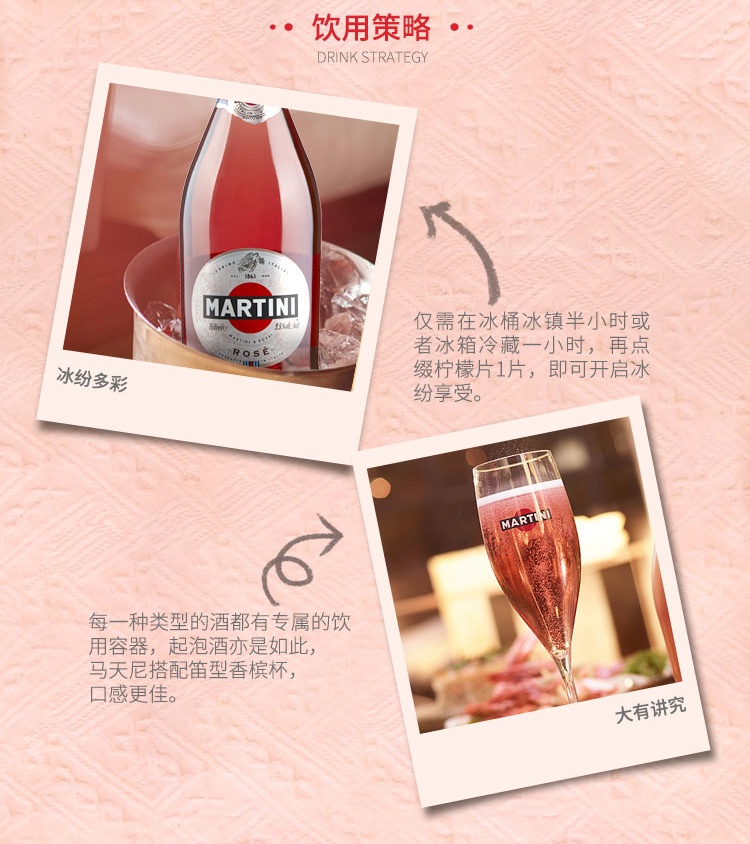 饮用策略
DRINK STRATEGY
1863
MARTINI
MARTINI & ROSSI
ROSÉ
冰纷多彩
仅需在冰桶冰镇半小时或
者冰箱冷藏一小时，再点
缀柠檬片1片，即可开启冰
纷享受。
MARTINI
每一种类型的酒都有专属的饮
用容器，起泡酒亦是如此，
马天尼搭配笛型香槟杯，
口感更佳。
大有讲究